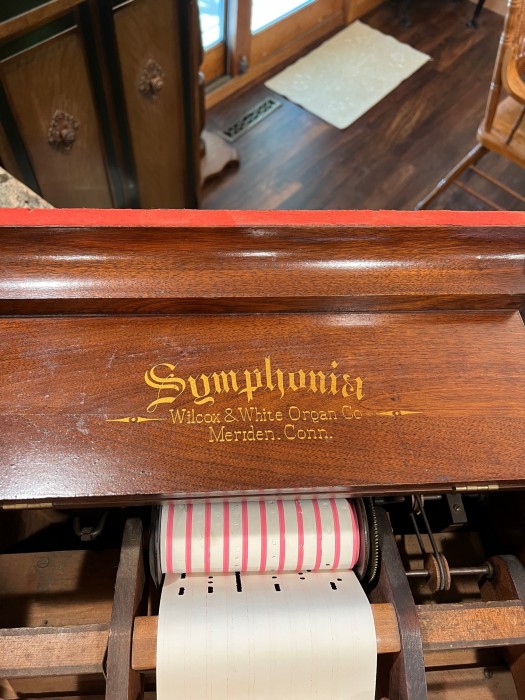 Symphonia
Wilcox & White Organ Co
Meriden. Conn.